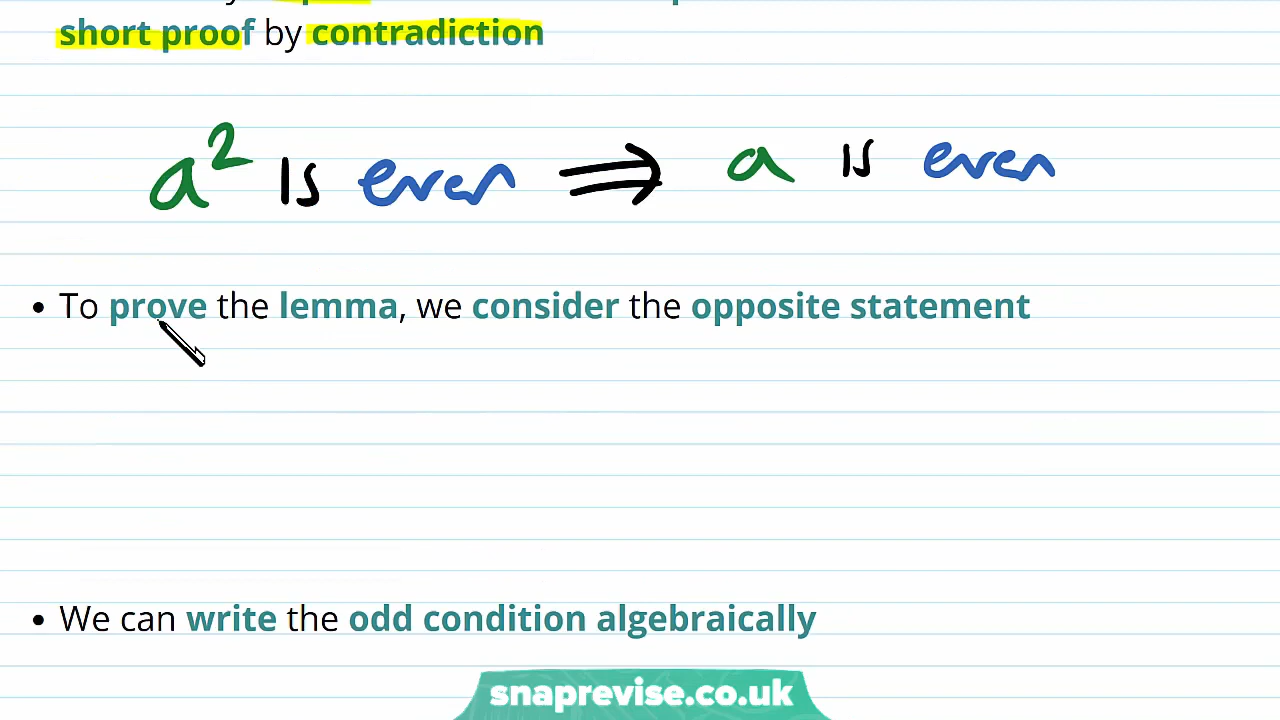 short proof by contradiction
a² is even ⇒ a is even
• To prove the lemma, we consider the opposite statement
• We can write the odd condition algebraically
snaprevise.co.uk